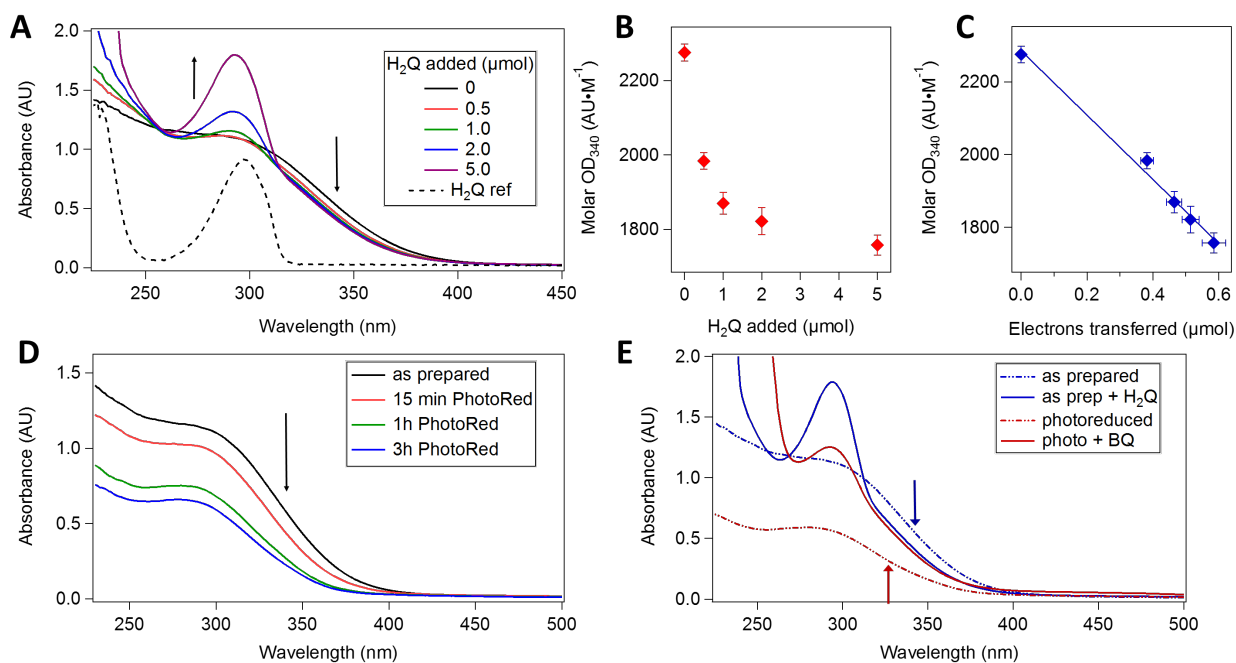 A
2.0
1.5
1.0
0.5
0.0
Absorbance (AU)
250
300
350
400
450
Wavelength (nm)
H₂Q added (µmol)
0
0.5
1.0
2.0
5.0
H₂Q ref
B
2200
2000
1800
Molar OD₃₄₀ (AU•M⁻¹)
0
1
2
3
4
5
H₂Q added (µmol)
C
2200
2000
1800
Molar OD₃₄₀ (AU•M⁻¹)
0.0
0.4
0.6
Electrons transferred (µmol)
D
1.5
1.0
0.5
0.0
Absorbance (AU)
250
300
350
400
450
500
Wavelength (nm)
as prepared
15 min PhotoRed
1h PhotoRed
3h PhotoRed
E
2.0
1.5
1.0
0.5
0.0
Absorbance (AU)
250
300
350
400
450
500
Wavelength (nm)
as prepared
as prep + H₂Q
photoreduced
photo + BQ